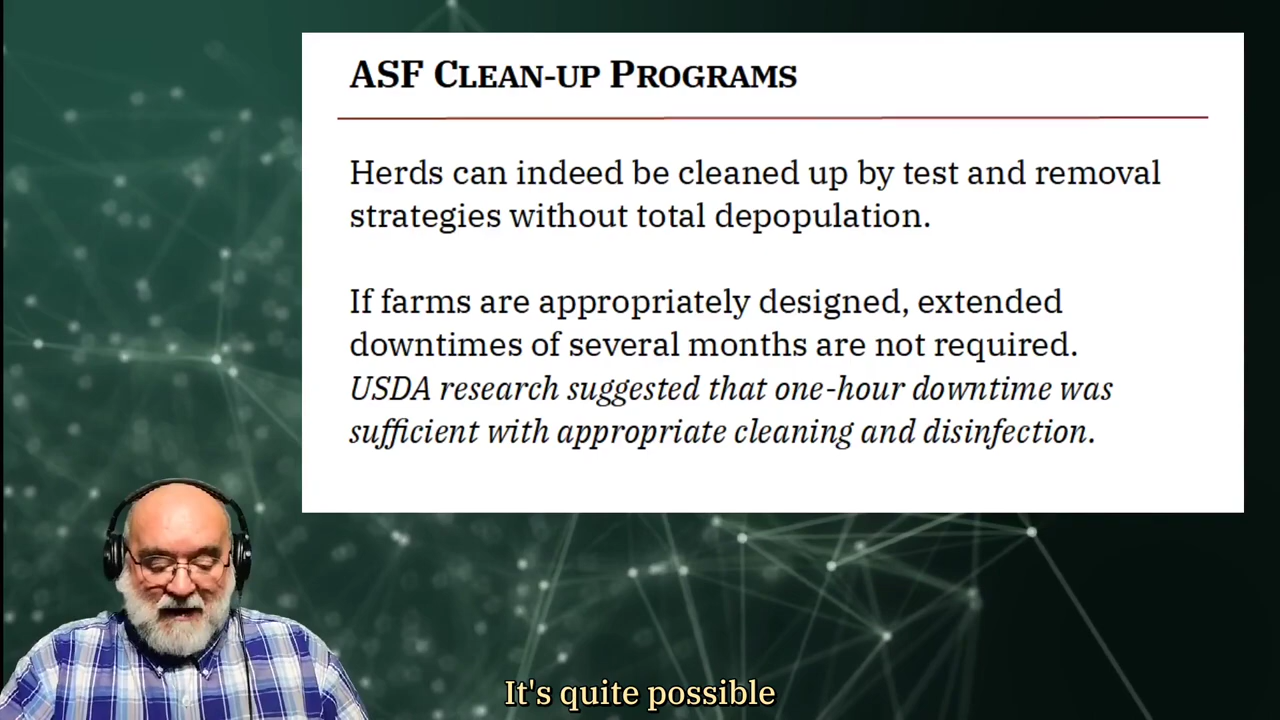 ASF CLEAN-UP PROGRAMS
Herds can indeed be cleaned up by test and removal
strategies without total depopulation.
If farms are appropriately designed, extended
downtimes of several months are not required.
USDA research suggested that one-hour downtime was
sufficient with appropriate cleaning and disinfection.
It's quite possible